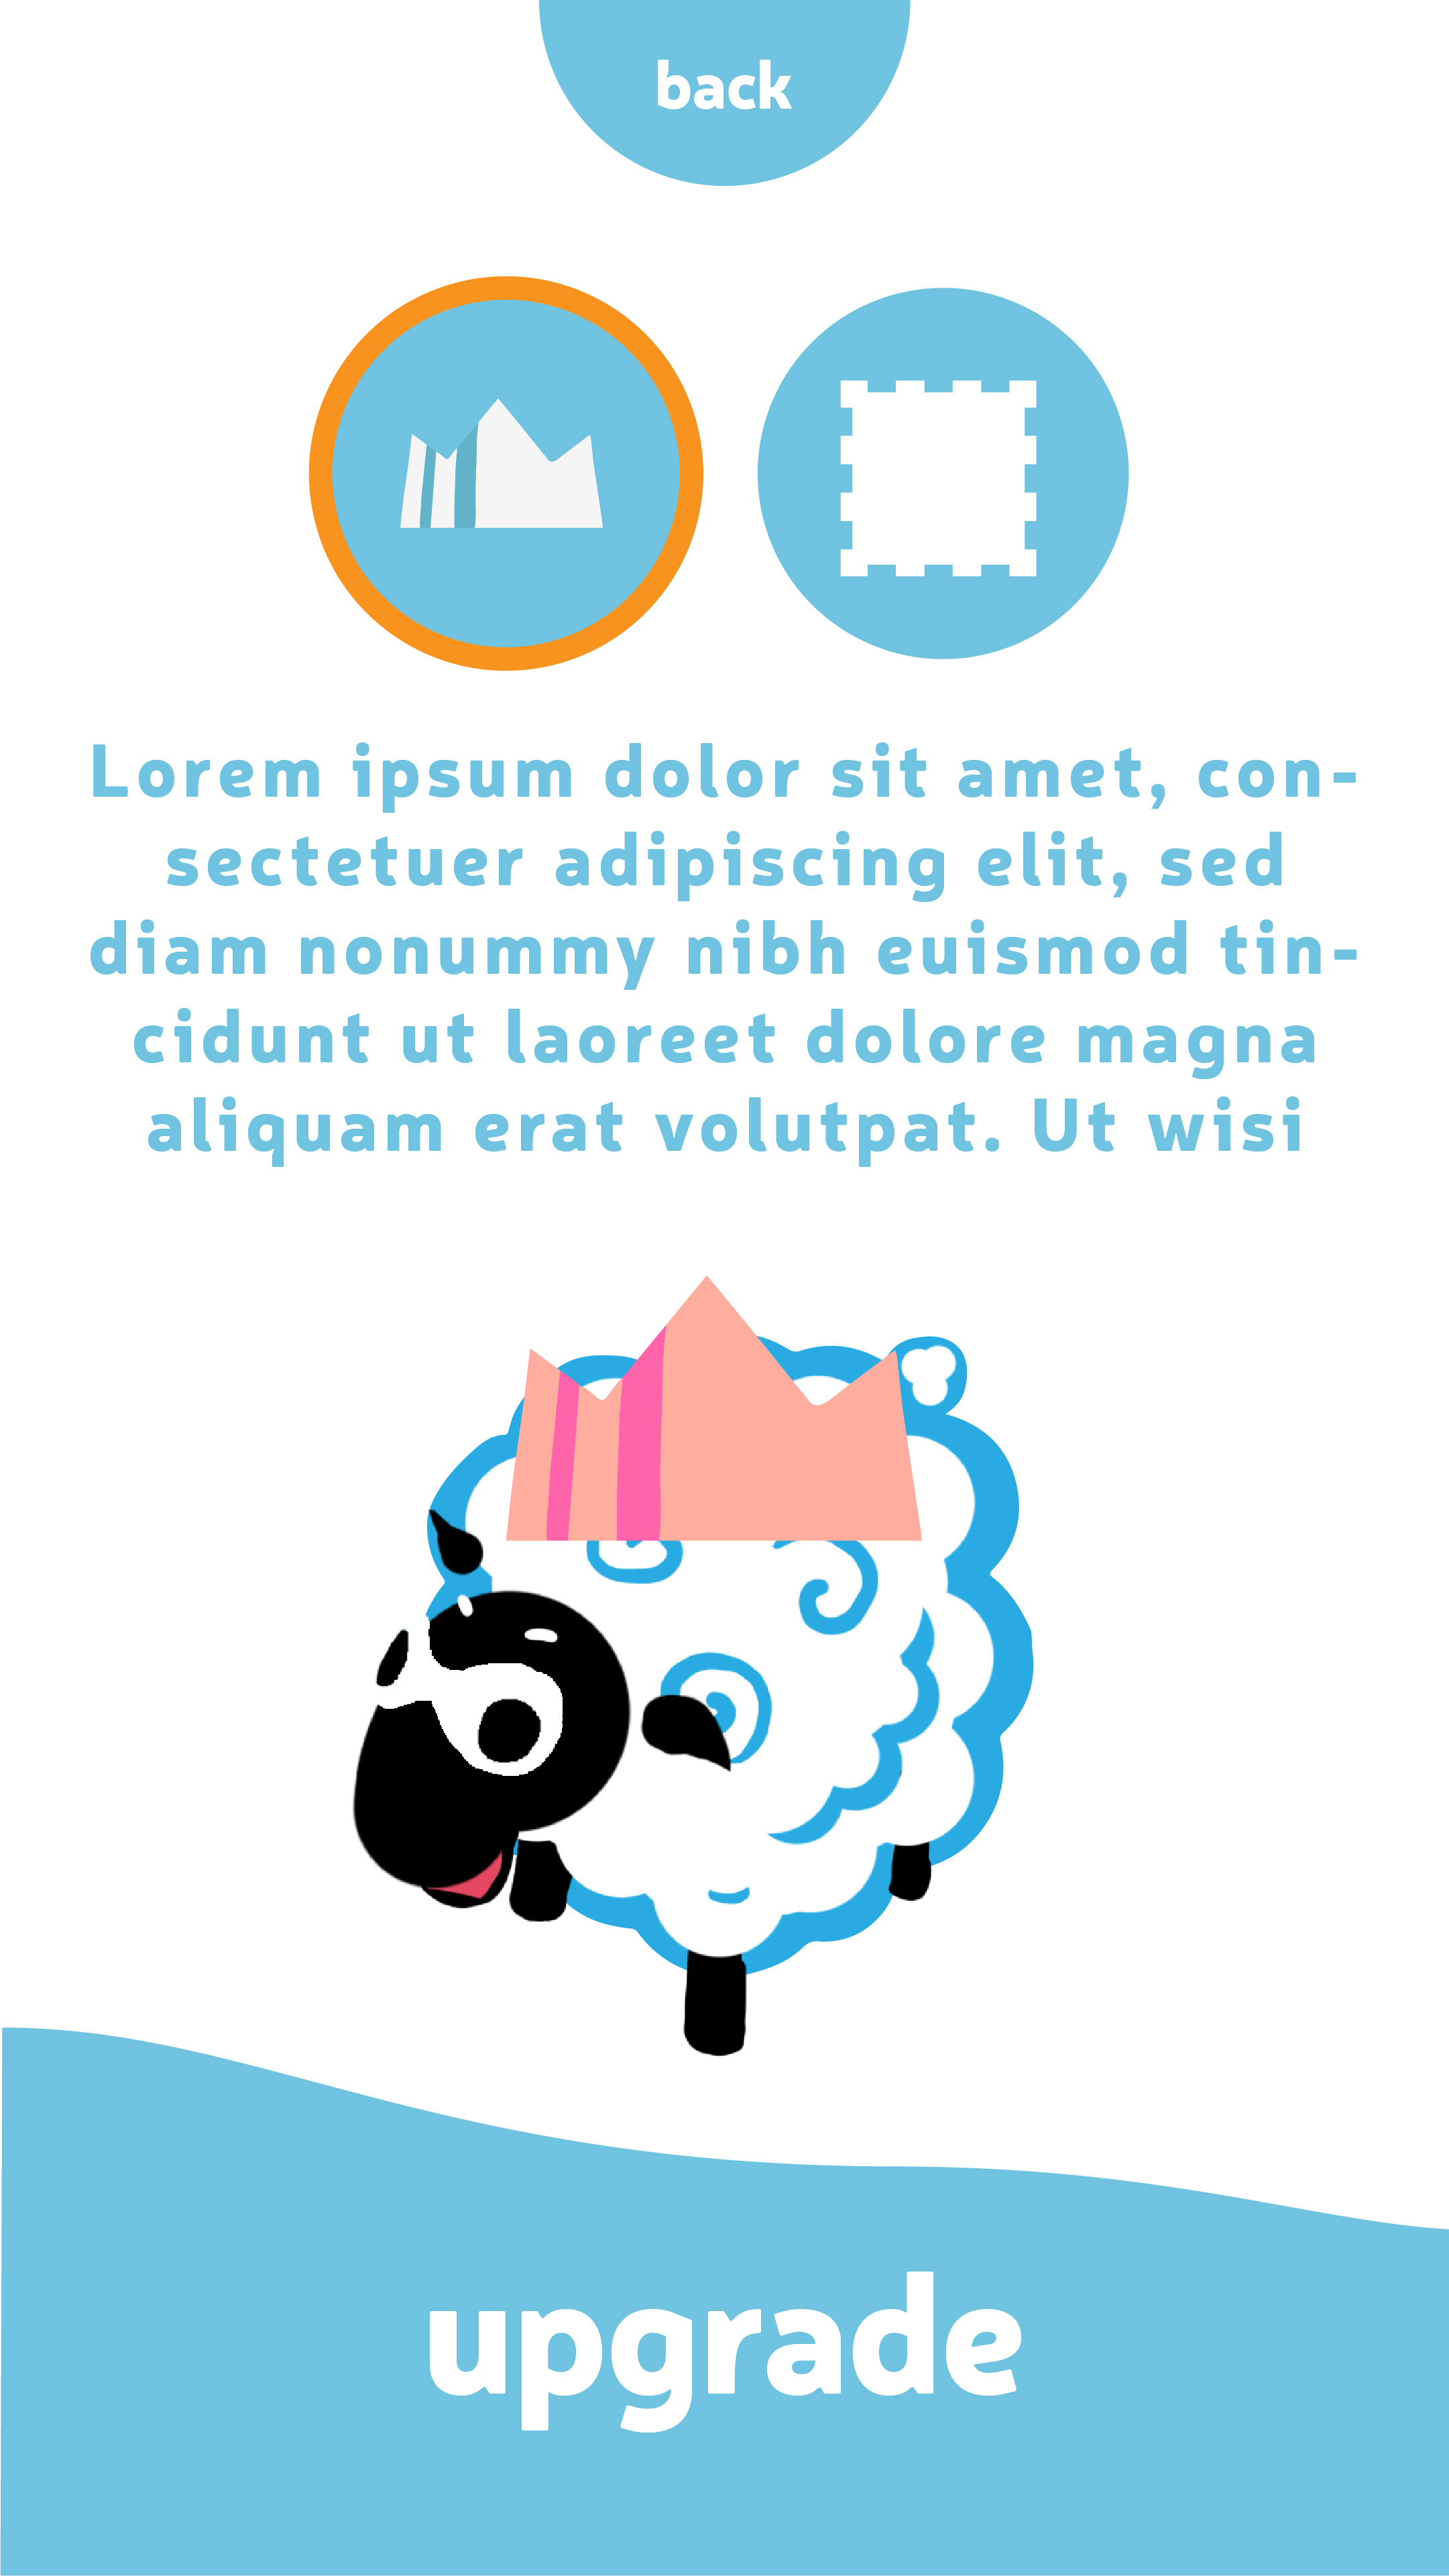 back
Lorem ipsum dolor sit amet, con-
sectetuer adipiscing elit, sed
diam nonummy nibh euismod tin-
cidunt ut laoreet dolore magna
aliquam erat volutpat. Ut wisi
upgrade